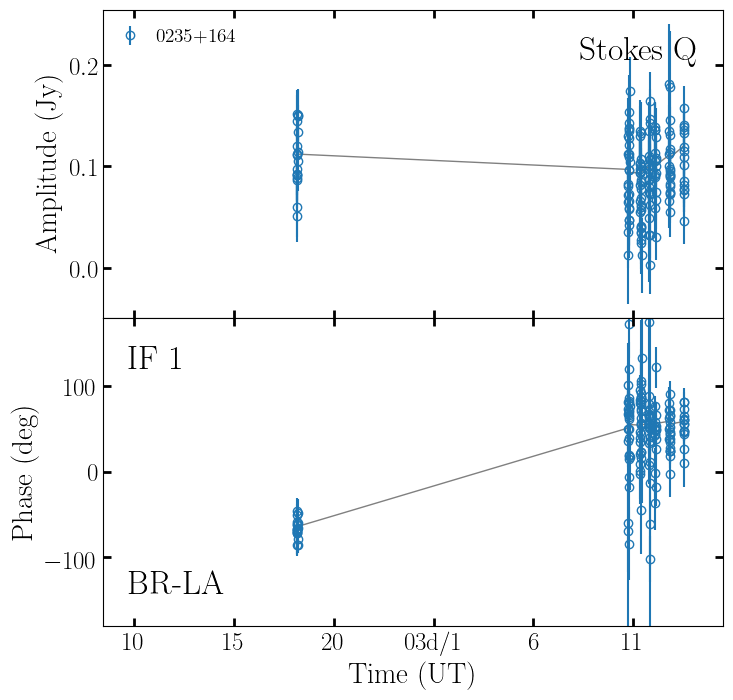 0235+164
Stokes Q
0.2
0.1
0.0
Amplitude (Jy)
IF 1
100
0
−100
Phase (deg)
BR-LA
10 15 20 03d/1 6 11
Time (UT)